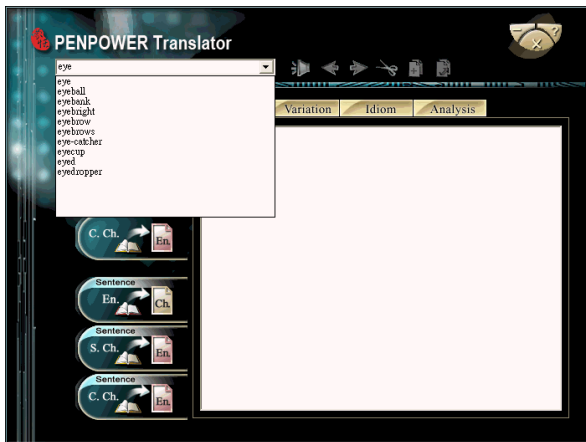 PENPOWER Translator
eye
eye
eyeball
eyebank
eyebright
eyebrow
eyebrows
eye-catcher
eyecup
eyed
eyedropper
Variation
Idiom
Analysis
C. Ch.
En.
Sentence
En.
Ch.
Sentence
S. Ch.
En.
Sentence
C. Ch.
En.